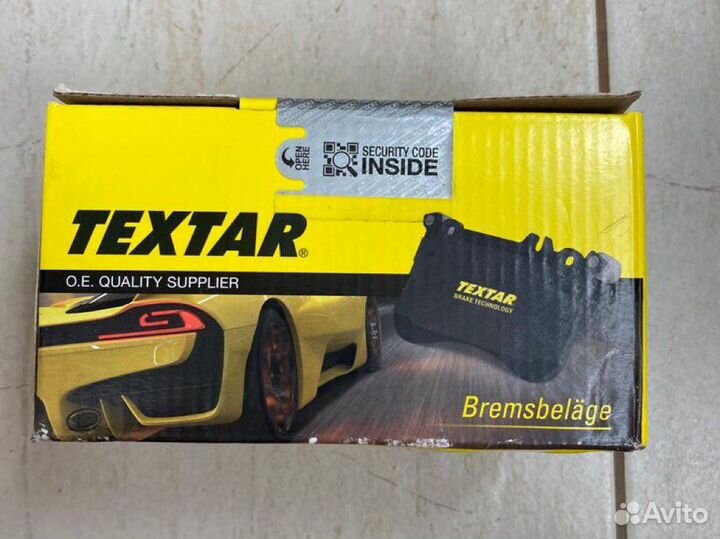 OPEN HERE
SECURITY CODE
INSIDE
TEXTAR®
O.E. QUALITY SUPPLIER
TEXTAR
BRAKE TECHNOLOGY
Bremsbeläge
Avito